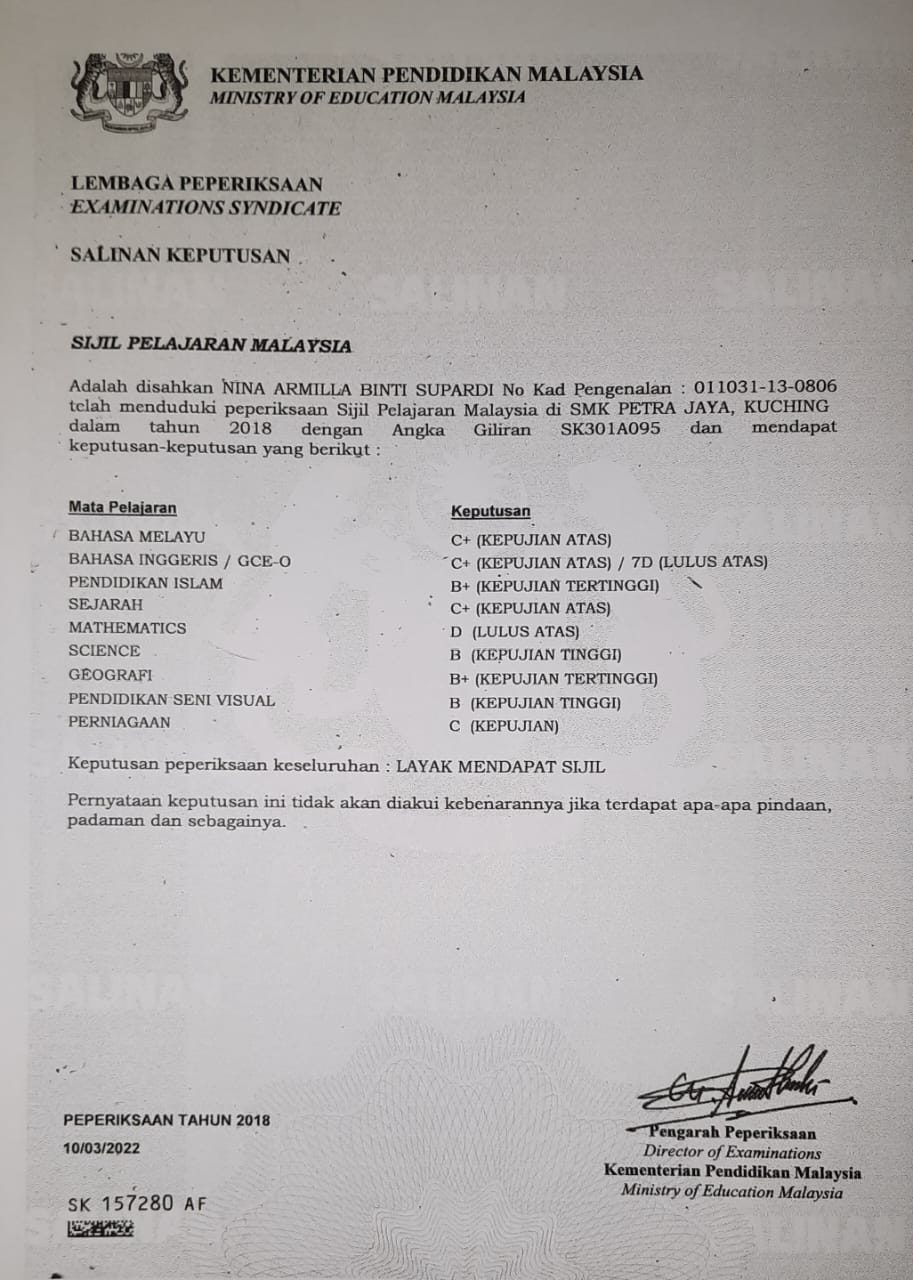 KEMENTERIAN PENDIDIKAN MALAYSIA
MINISTRY OF EDUCATION MALAYSIA
LEMBAGA PEPERIKSAAN
EXAMINATIONS SYNDICATE
SALINAN KEPUTUSAN
SALINAN SALINAN SALINAN
SIJIL PELAJARAN MALAYSIA
Adalah disahkan NINA ARMILLA BINTI SUPARDI No Kad Pengenalan : 011031-13-0806
telah menduduki peperiksaan Sijil Pelajaran Malaysia di SMK PETRA JAYA, KUCHING
dalam tahun 2018 dengan Angka Giliran SK301A095 dan mendapat
keputusan-keputusan yang berikut :
Mata Pelajaran Keputusan
BAHASA MELAYU C+ (KEPUJIAN ATAS)
BAHASA INGGERIS / GCE-O C+ (KEPUJIAN ATAS) / 7D (LULUS ATAS)
PENDIDIKAN ISLAM B+ (KEPUJIAN TERTINGGI)
SEJARAH C+ (KEPUJIAN ATAS)
MATHEMATICS D (LULUS ATAS)
SCIENCE B (KEPUJIAN TINGGI)
GEOGRAFI B+ (KEPUJIAN TERTINGGI)
PENDIDIKAN SENI VISUAL B (KEPUJIAN TINGGI)
PERNIAGAAN C (KEPUJIAN)
Keputusan peperiksaan keseluruhan : LAYAK MENDAPAT SIJIL
Pernyataan keputusan ini tidak akan diakui kebenarannya jika terdapat apa-apa pindaan,
padaman dan sebagainya.
SALINAN SALINAN SALINAN
PEPERIKSAAN TAHUN 2018
10/03/2022
Pengarah Peperiksaan
Director of Examinations
Kementerian Pendidikan Malaysia
Ministry of Education Malaysia
SK 157280 AF